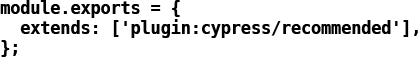 module.exports = {
  extends: ['plugin:cypress/recommended'],
};